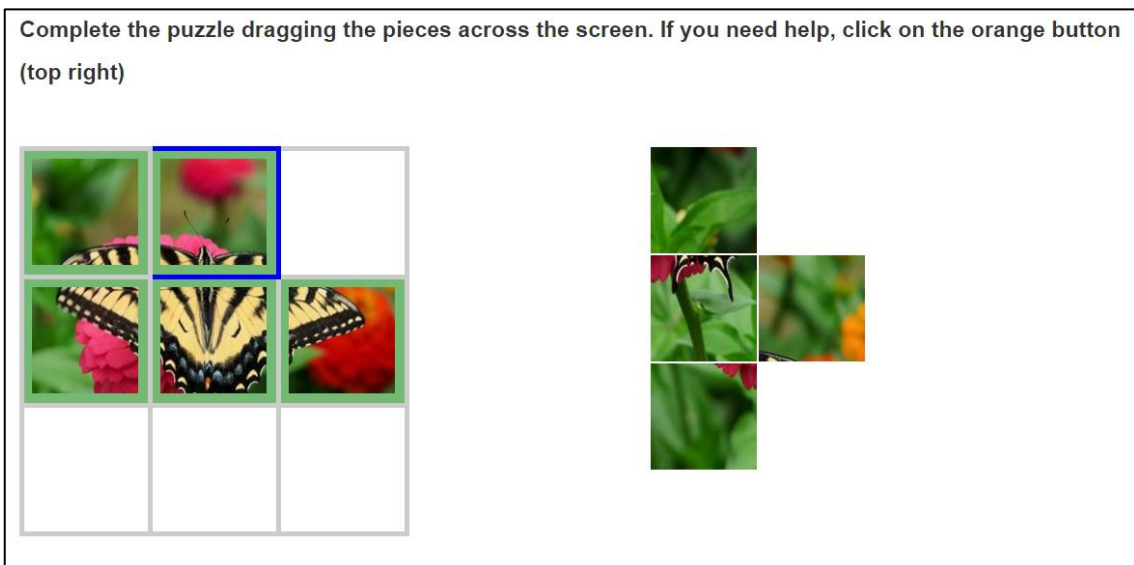 Complete the puzzle dragging the pieces across the screen. If you need help, click on the orange button
(top right)